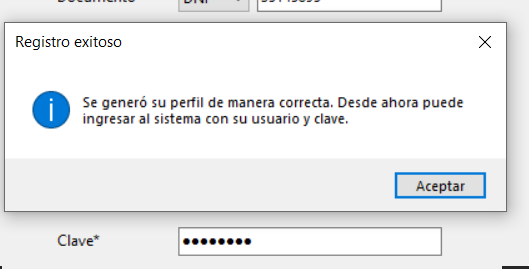 Registro exitoso
Se generó su perfil de manera correcta. Desde ahora puede
ingresar al sistema con su usuario y clave.
Aceptar
Clave*